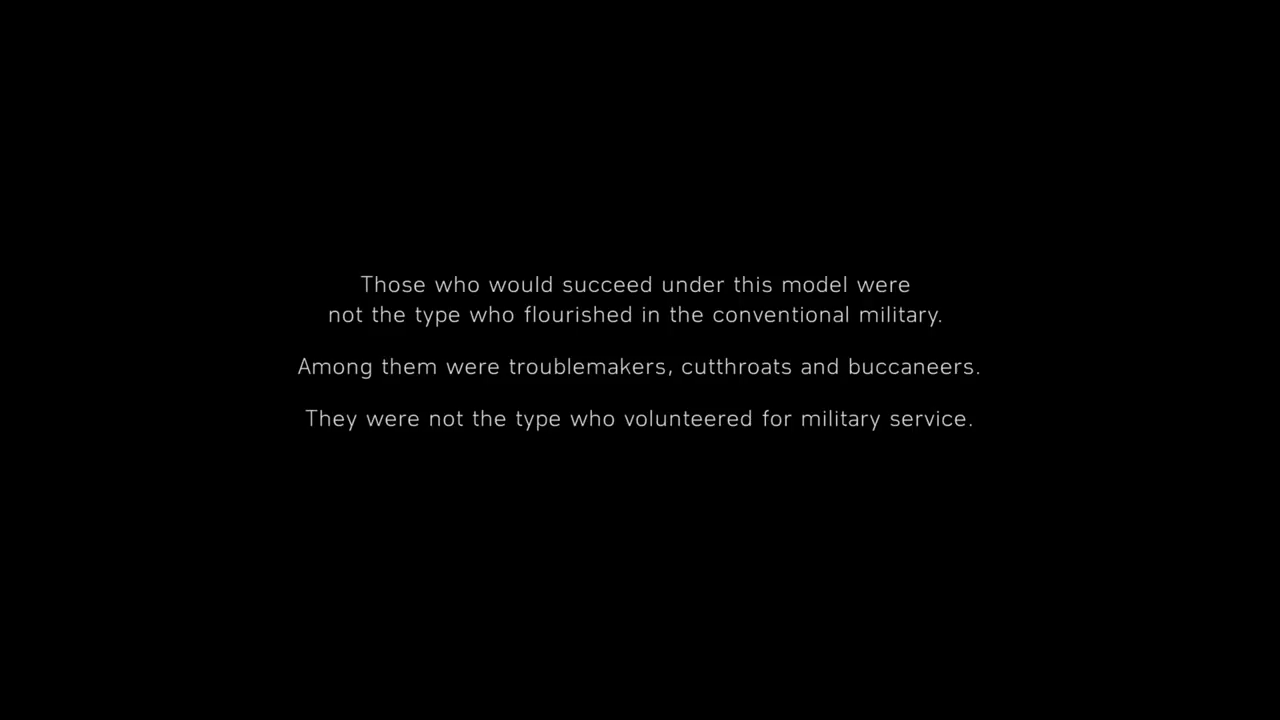 Those who would succeed under this model were
not the type who flourished in the conventional military.
Among them were troublemakers, cutthroats and buccaneers.
They were not the type who volunteered for military service.